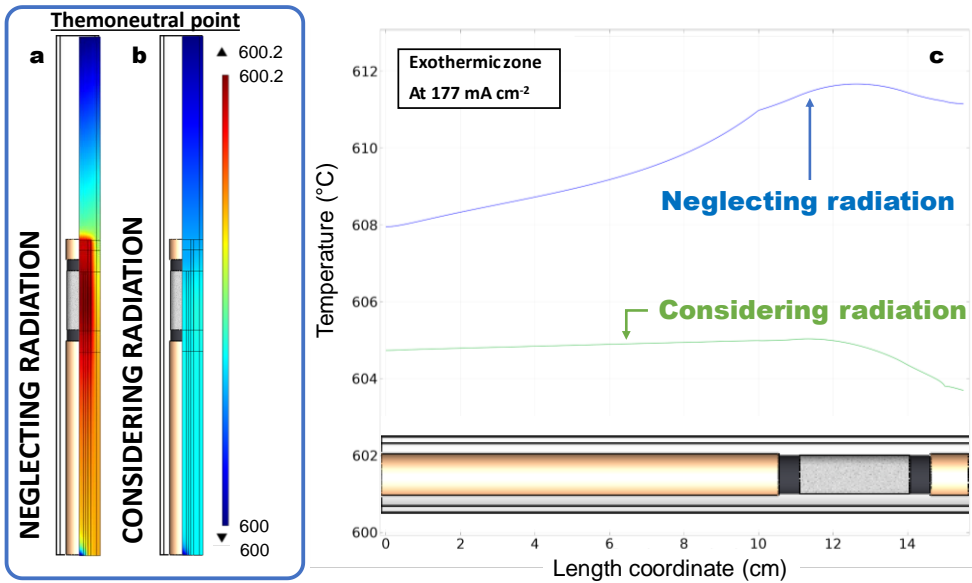 Themoneutral point
a
b
600.2
600.2
NEGLECTING RADIATION
CONSIDERING RADIATION
600
600
c
Exothermic zone
At 177 mA cm-2
Neglecting radiation
Considering radiation
Temperature (°C)
612
610
608
606
604
602
600
0 2 4 6 8 10 12 14
Length coordinate (cm)